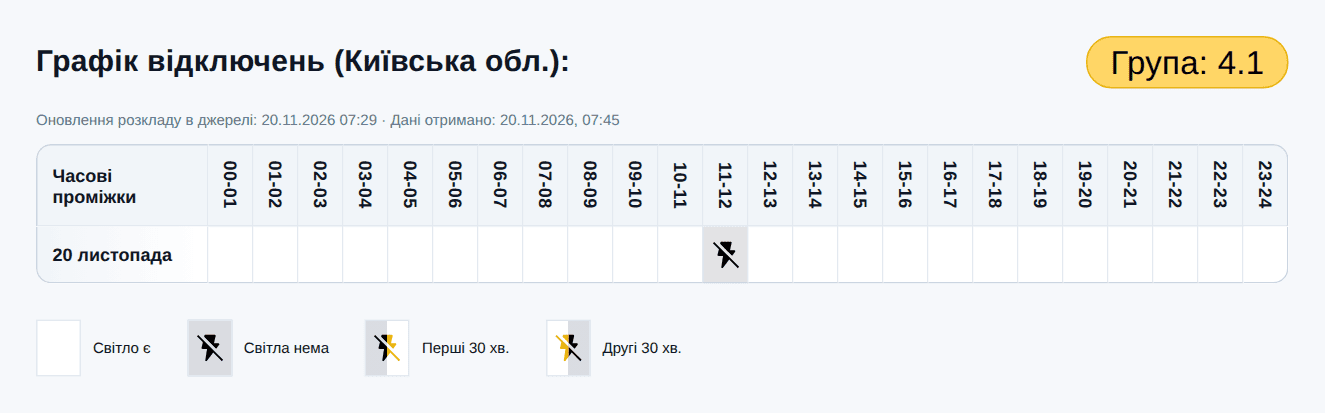 Графік відключень (Київська обл.):
Група: 4.1
Оновлення розкладу в джерелі: 20.11.2026 07:29 · Дані отримано: 20.11.2026, 07:45
Часові
проміжки
00-01
01-02
02-03
03-04
04-05
05-06
06-07
07-08
08-09
09-10
10-11
11-12
12-13
13-14
14-15
15-16
16-17
17-18
18-19
19-20
20-21
21-22
22-23
23-24
20 листопада
Світло є
Світла нема
Перші 30 хв.
Другі 30 хв.